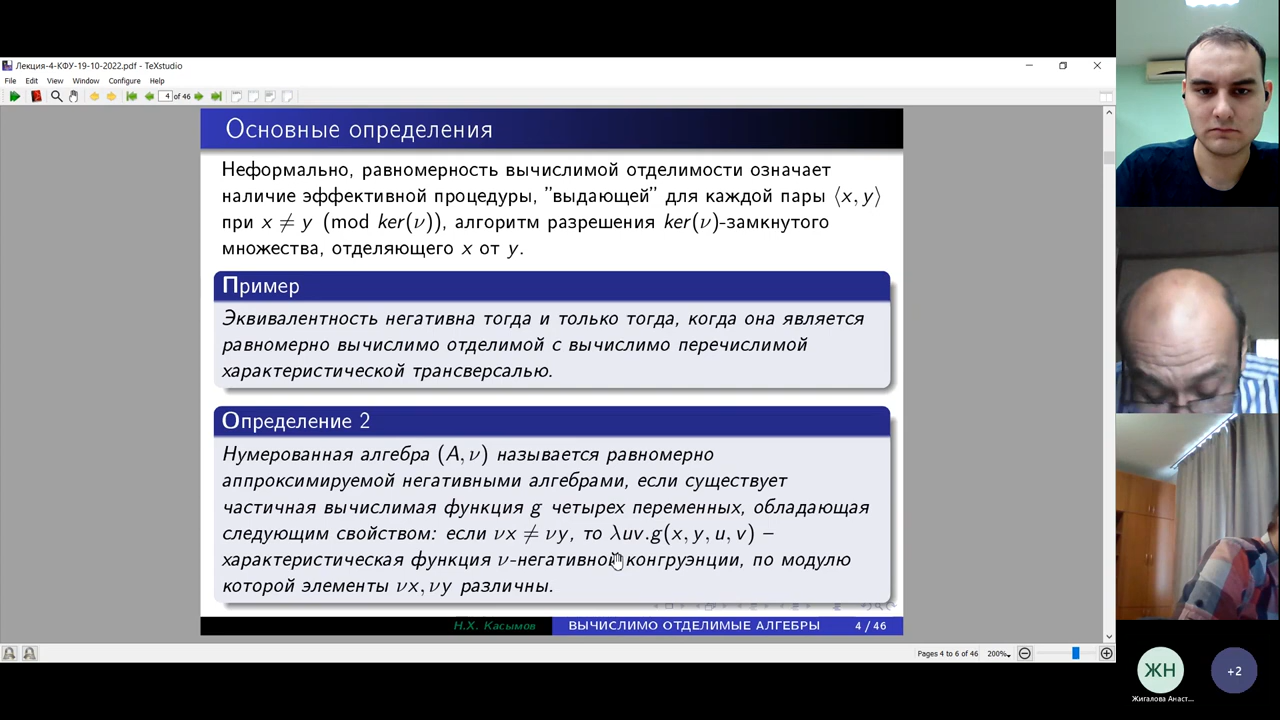 Лекция-4-КФУ-19-10-2022.pdf - TeXstudio
File Edit View Window Configure Help
4 of 46
Основные определения
Неформально, равномерность вычислимой отделимости означает
наличие эффективной процедуры, ”выдающей” для каждой пары ⟨x, y⟩
при x ≠ y (mod ker(ν)), алгоритм разрешения ker(ν)-замкнутого
множества, отделяющего x от y.
Пример
Эквивалентность негативна тогда и только тогда, когда она является
равномерно вычислимо отделимой с вычислимо перечислимой
характеристической трансверсалью.
Определение 2
Нумерованная алгебра (A, ν) называется равномерно
аппроксимируемой негативными алгебрами, если существует
частичная вычислимая функция g четырех переменных, обладающая
следующим свойством: если νx ≠ νy, то λuv.g(x, y, u, v) –
характеристическая функция ν-негативной конгруэнции, по модулю
которой элементы νx, νy различны.
Н.Х. Касымов ВЫЧИСЛИМО ОТДЕЛИМЫЕ АЛГЕБРЫ 4 / 46
Pages 4 to 6 of 46 200%
ЖН
+2
Жигалова Анаст...